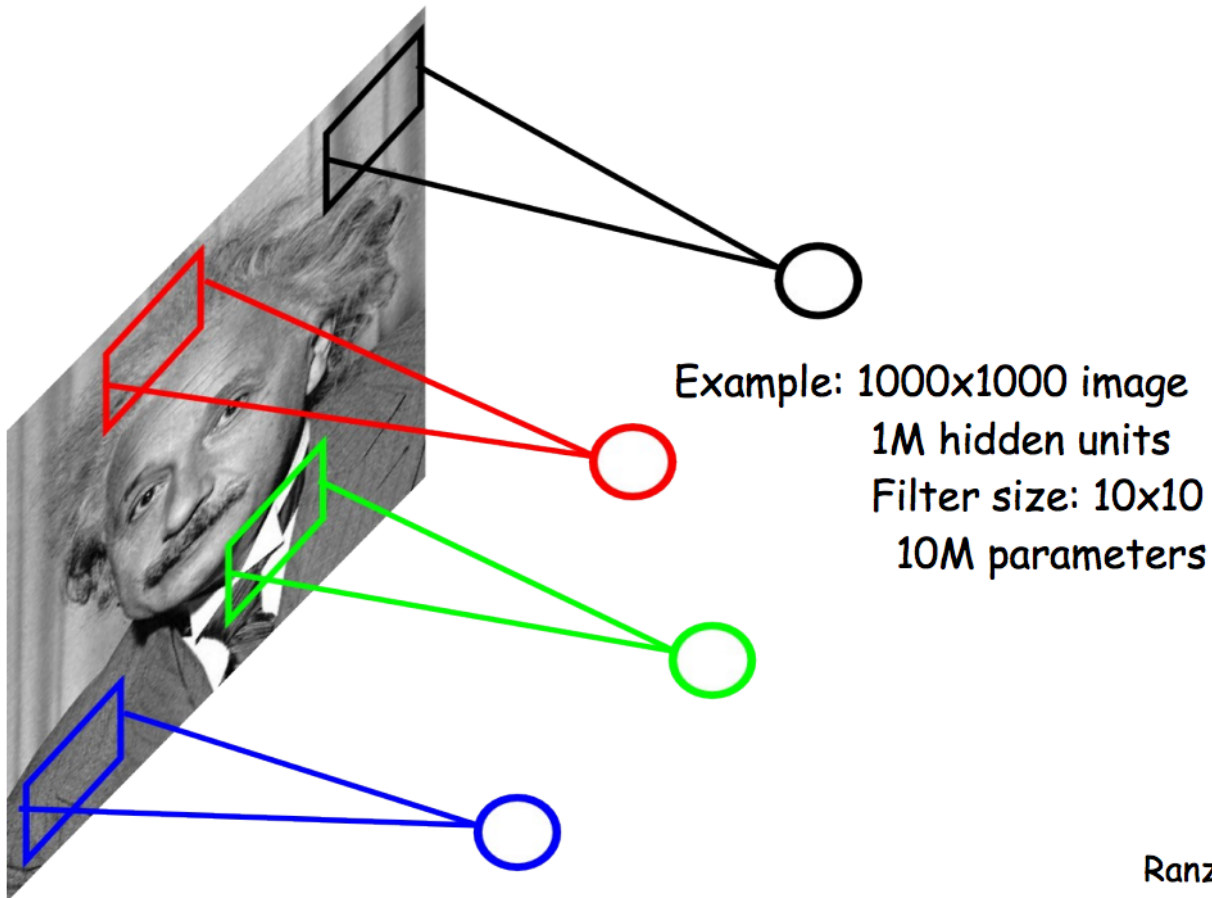 Example: 1000x1000 image
1M hidden units
Filter size: 10x10
10M parameters
Ranz